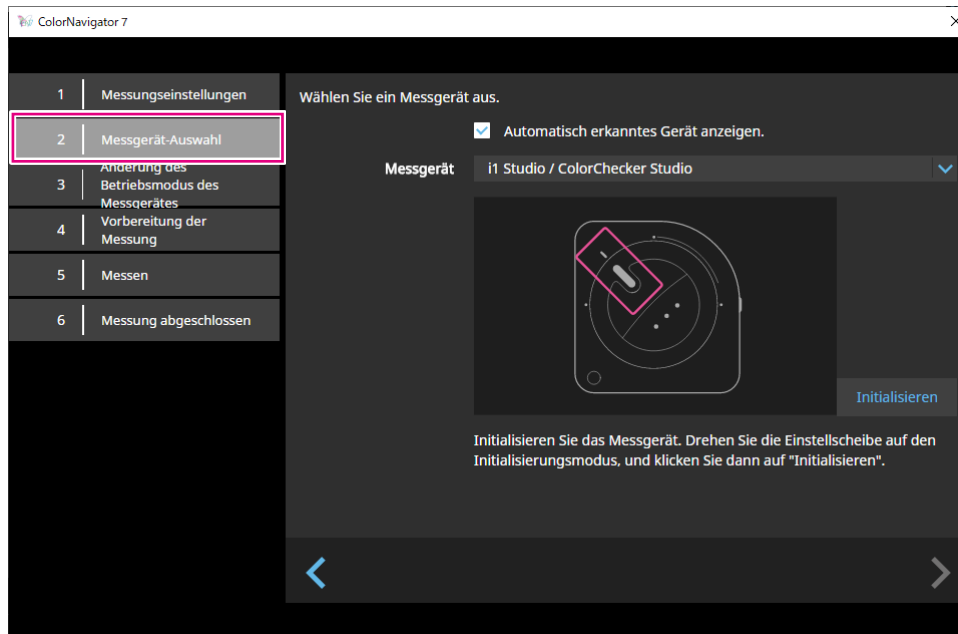 ColorNavigator 7
1 Messungseinstellungen
2 Messgerät-Auswahl
3 Änderung des
Betriebsmodus des
Messgerätes
4 Vorbereitung der
Messung
5 Messen
6 Messung abgeschlossen
Wählen Sie ein Messgerät aus.
Automatisch erkanntes Gerät anzeigen.
Messgerät i1 Studio / ColorChecker Studio
Initialisieren
Initialisieren Sie das Messgerät. Drehen Sie die Einstellscheibe auf den
Initialisierungsmodus, und klicken Sie dann auf "Initialisieren".